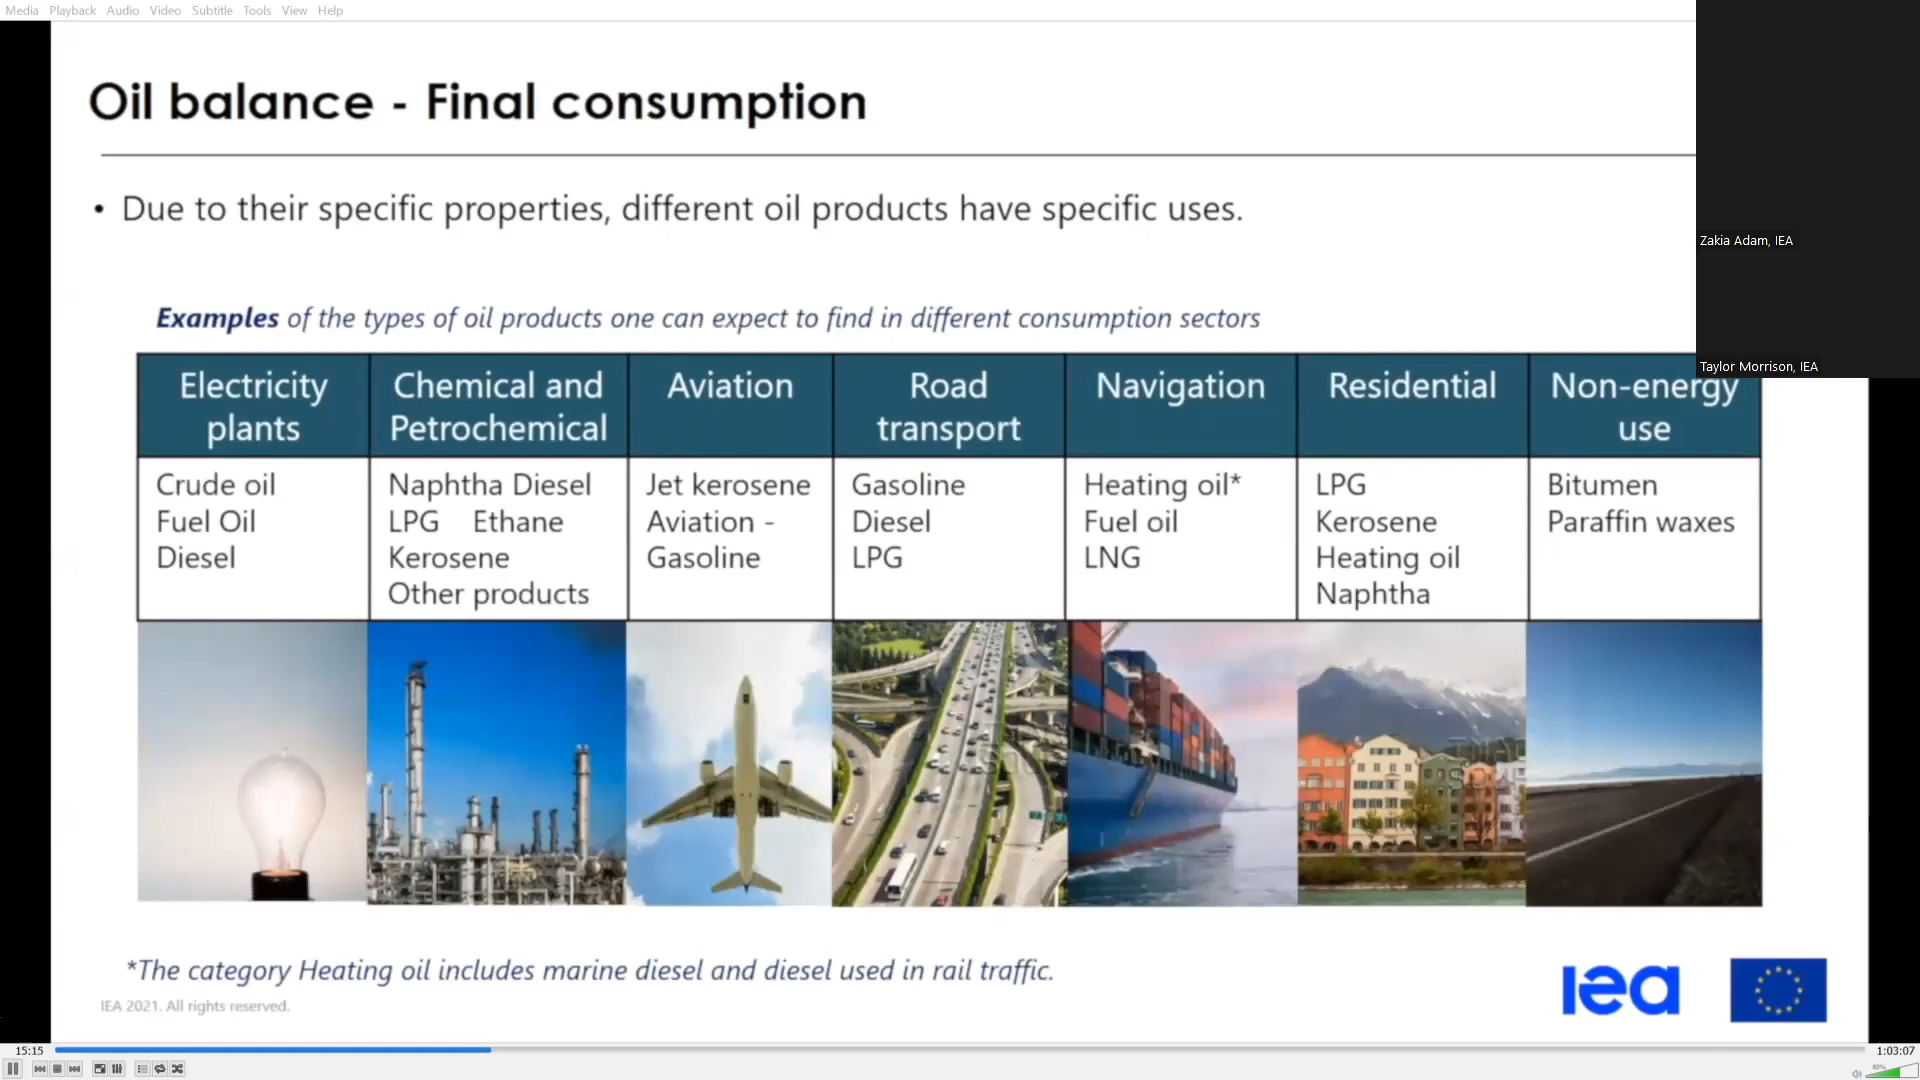 Media Playback Audio Video Subtitle Tools View Help
Oil balance - Final consumption
• Due to their specific properties, different oil products have specific uses.
Zakia Adam, IEA
Examples of the types of oil products one can expect to find in different consumption sectors
Taylor Morrison, IEA
Electricity plants
Chemical and Petrochemical
Aviation
Road transport
Navigation
Residential
Non-energy use
Crude oil
Fuel Oil
Diesel
Naphtha Diesel
LPG Ethane
Kerosene
Other products
Jet kerosene
Aviation -
Gasoline
Gasoline
Diesel
LPG
Heating oil*
Fuel oil
LNG
LPG
Kerosene
Heating oil
Naphtha
Bitumen
Paraffin waxes
*The category Heating oil includes marine diesel and diesel used in rail traffic.
IEA 2021. All rights reserved.
iea
15:15
1:03:07
80%